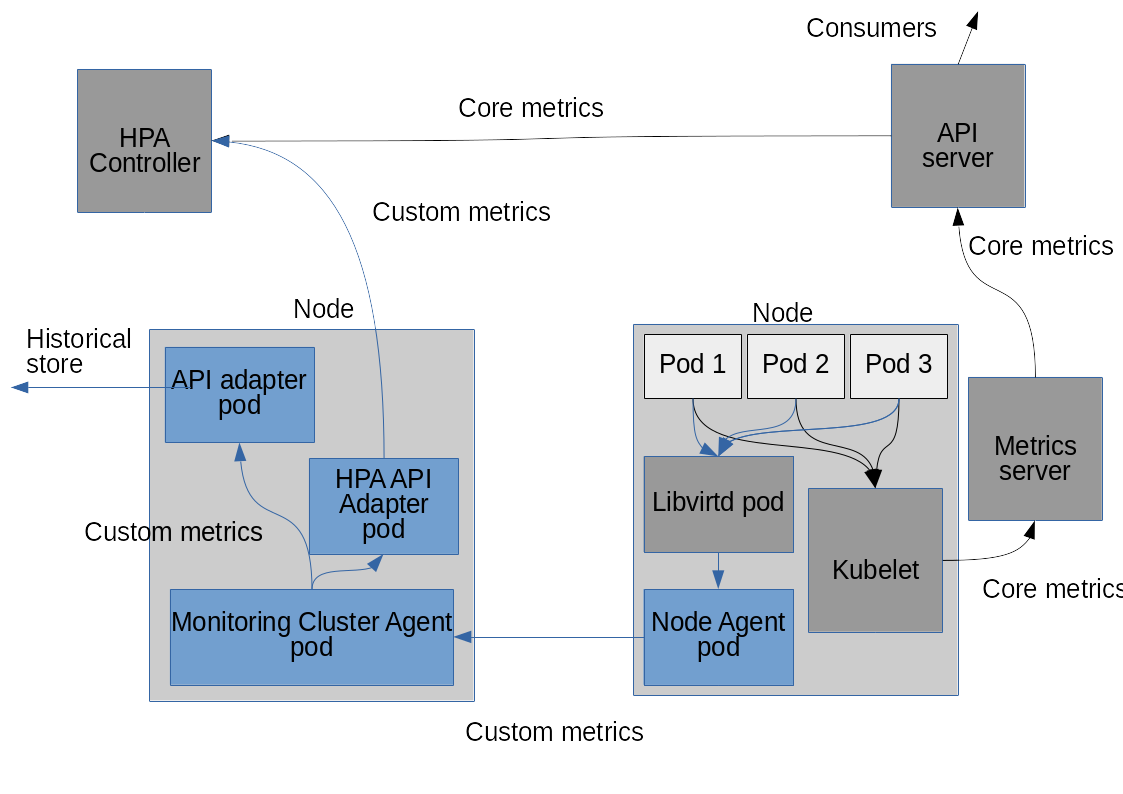 Consumers
HPA
Controller
Core metrics
API
server
Custom metrics
Core metrics
Node
Node
Historical
store
API adapter
pod
Pod 1
Pod 2
Pod 3
HPA API
Adapter
pod
Libvirtd pod
Metrics
server
Custom metrics
Kubelet
Core metrics
Monitoring Cluster Agent
pod
Node Agent
pod
Custom metrics